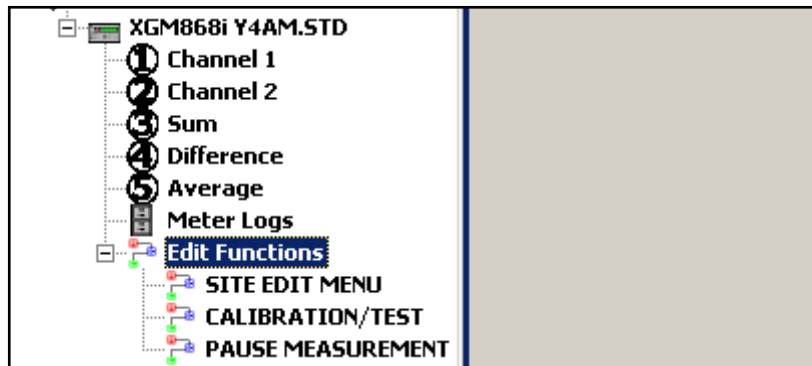 XGM868i Y4AM.STD
1 Channel 1
2 Channel 2
3 Sum
4 Difference
5 Average
Meter Logs
Edit Functions
SITE EDIT MENU
CALIBRATION/TEST
PAUSE MEASUREMENT